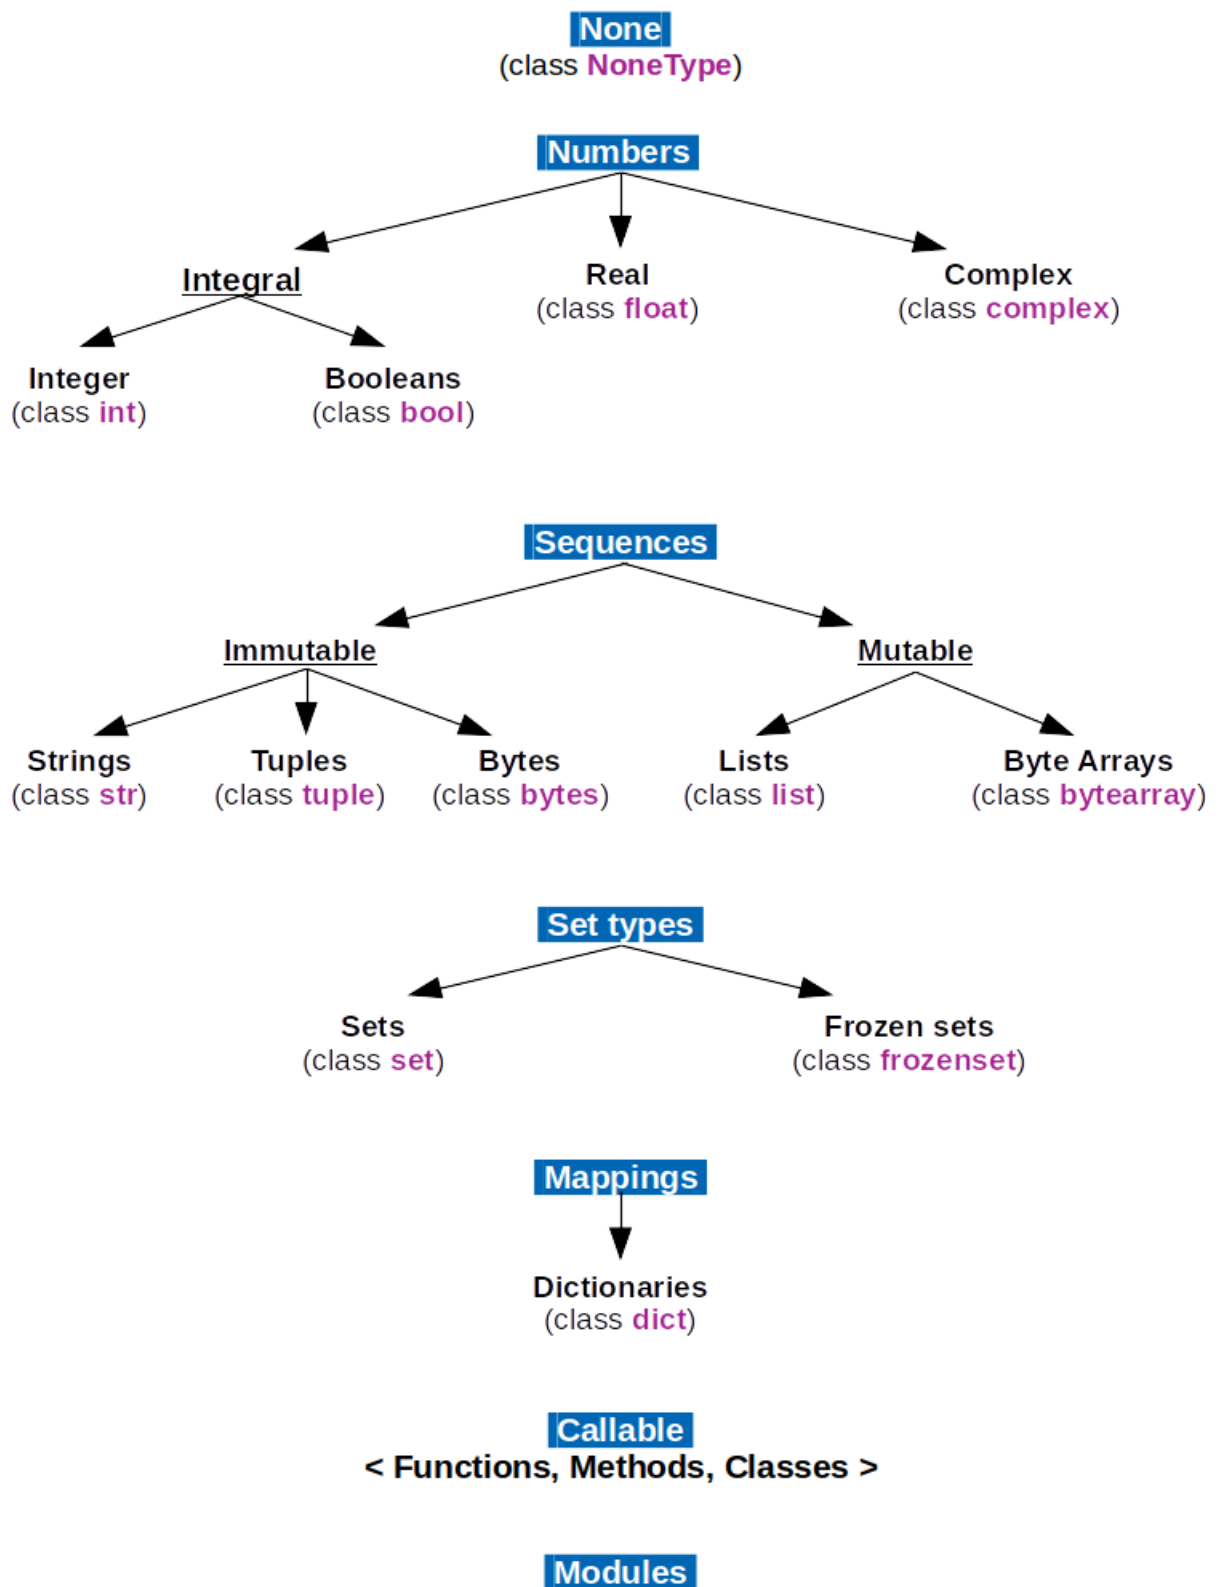 None
(class NoneType)
Numbers
Integral
Real
(class float)
Complex
(class complex)
Integer
(class int)
Booleans
(class bool)
Sequences
Immutable
Mutable
Strings
(class str)
Tuples
(class tuple)
Bytes
(class bytes)
Lists
(class list)
Byte Arrays
(class bytearray)
Set types
Sets
(class set)
Frozen sets
(class frozenset)
Mappings
Dictionaries
(class dict)
Callable
< Functions, Methods, Classes >
Modules